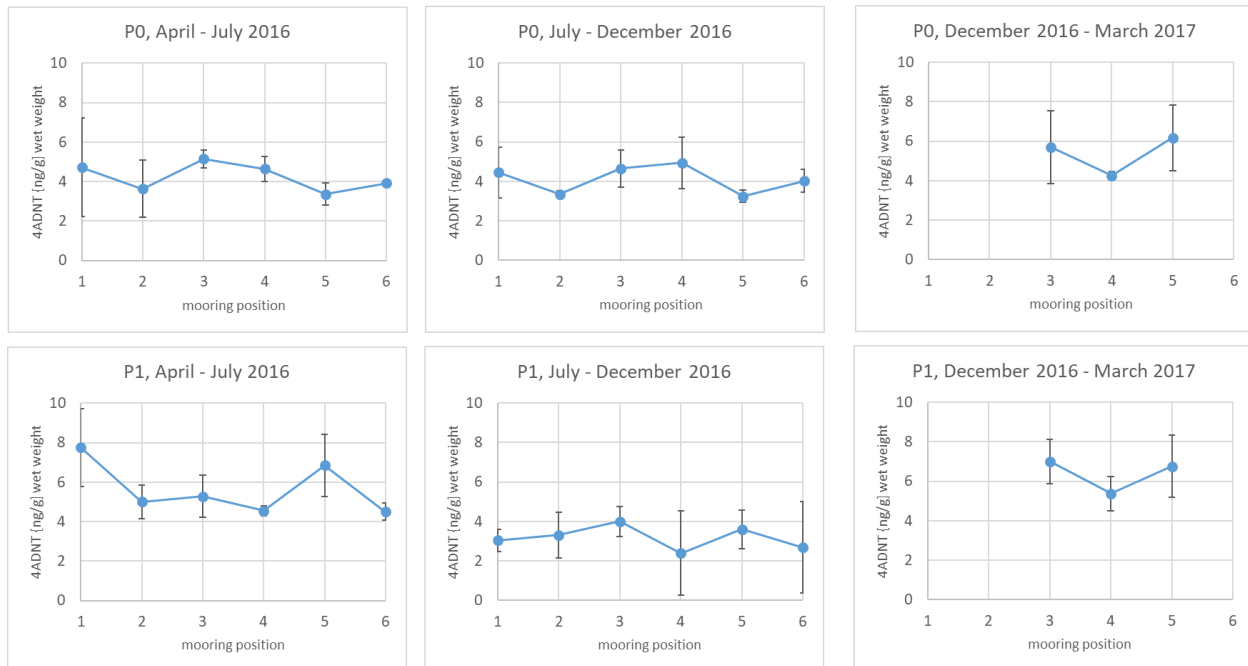 P0, April - July 2016
4ADNT {ng/g] wet weight
10
8
6
4
2
0
1 2 3 4 5 6
mooring position
P0, July - December 2016
4ADNT {ng/g] wet weight
10
8
6
4
2
0
1 2 3 4 5 6
mooring position
P0, December 2016 - March 2017
4ADNT {ng/g] wet weight
10
8
6
4
2
0
1 2 3 4 5 6
mooring position
P1, April - July 2016
4ADNT {ng/g] wet weight
10
8
6
4
2
0
1 2 3 4 5 6
mooring position
P1, July - December 2016
4ADNT {ng/g] wet weight
10
8
6
4
2
0
1 2 3 4 5 6
mooring position
P1, December 2016 - March 2017
4ADNT {ng/g] wet weight
10
8
6
4
2
0
1 2 3 4 5 6
mooring position